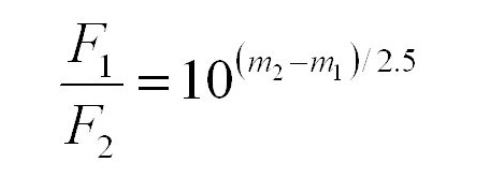 F₁/F₂ = 10^((m₂−m₁)/2.5)